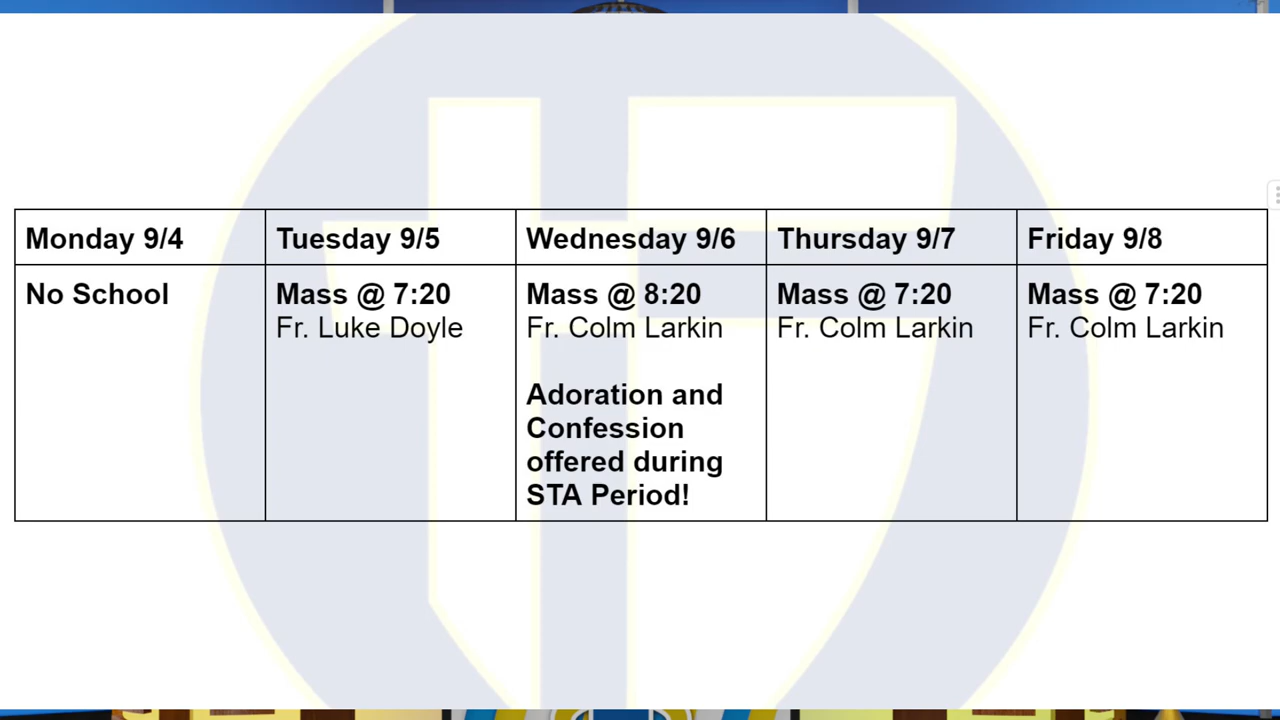 Monday 9/4
Tuesday 9/5
Wednesday 9/6
Thursday 9/7
Friday 9/8
No School
Mass @ 7:20
Fr. Luke Doyle
Mass @ 8:20
Fr. Colm Larkin
Adoration and
Confession
offered during
STA Period!
Mass @ 7:20
Fr. Colm Larkin
Mass @ 7:20
Fr. Colm Larkin